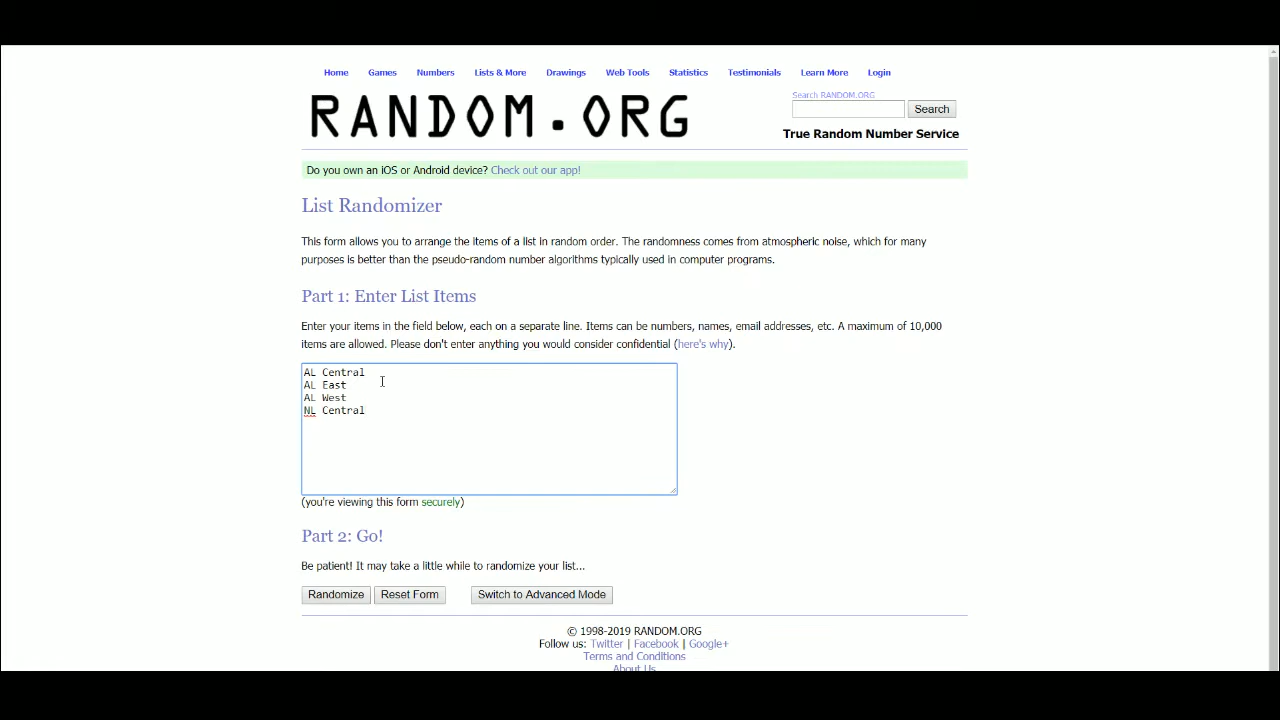 Home Games Numbers Lists & More Drawings Web Tools Statistics Testimonials Learn More Login
RANDOM.ORG
Search RANDOM.ORG
Search
True Random Number Service
Do you own an iOS or Android device? Check out our app!
List Randomizer
This form allows you to arrange the items of a list in random order. The randomness comes from atmospheric noise, which for many
purposes is better than the pseudo-random number algorithms typically used in computer programs.
Part 1: Enter List Items
Enter your items in the field below, each on a separate line. Items can be numbers, names, email addresses, etc. A maximum of 10,000
items are allowed. Please don't enter anything you would consider confidential (here's why).
AL Central
AL East
AL West
NL Central
(you're viewing this form securely)
Part 2: Go!
Be patient! It may take a little while to randomize your list...
Randomize Reset Form Switch to Advanced Mode
© 1998-2019 RANDOM.ORG
Follow us: Twitter | Facebook | Google+
Terms and Conditions
About Us